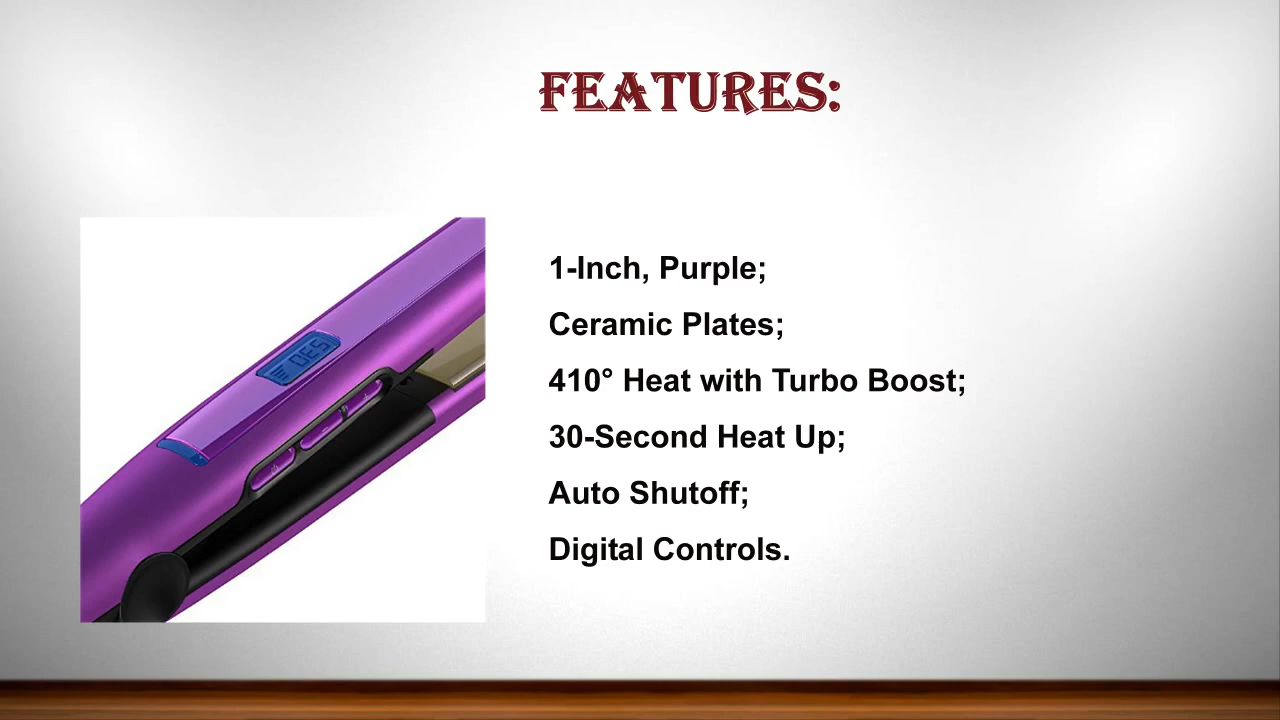 FEATURES:
1-Inch, Purple;
Ceramic Plates;
410° Heat with Turbo Boost;
30-Second Heat Up;
Auto Shutoff;
Digital Controls.